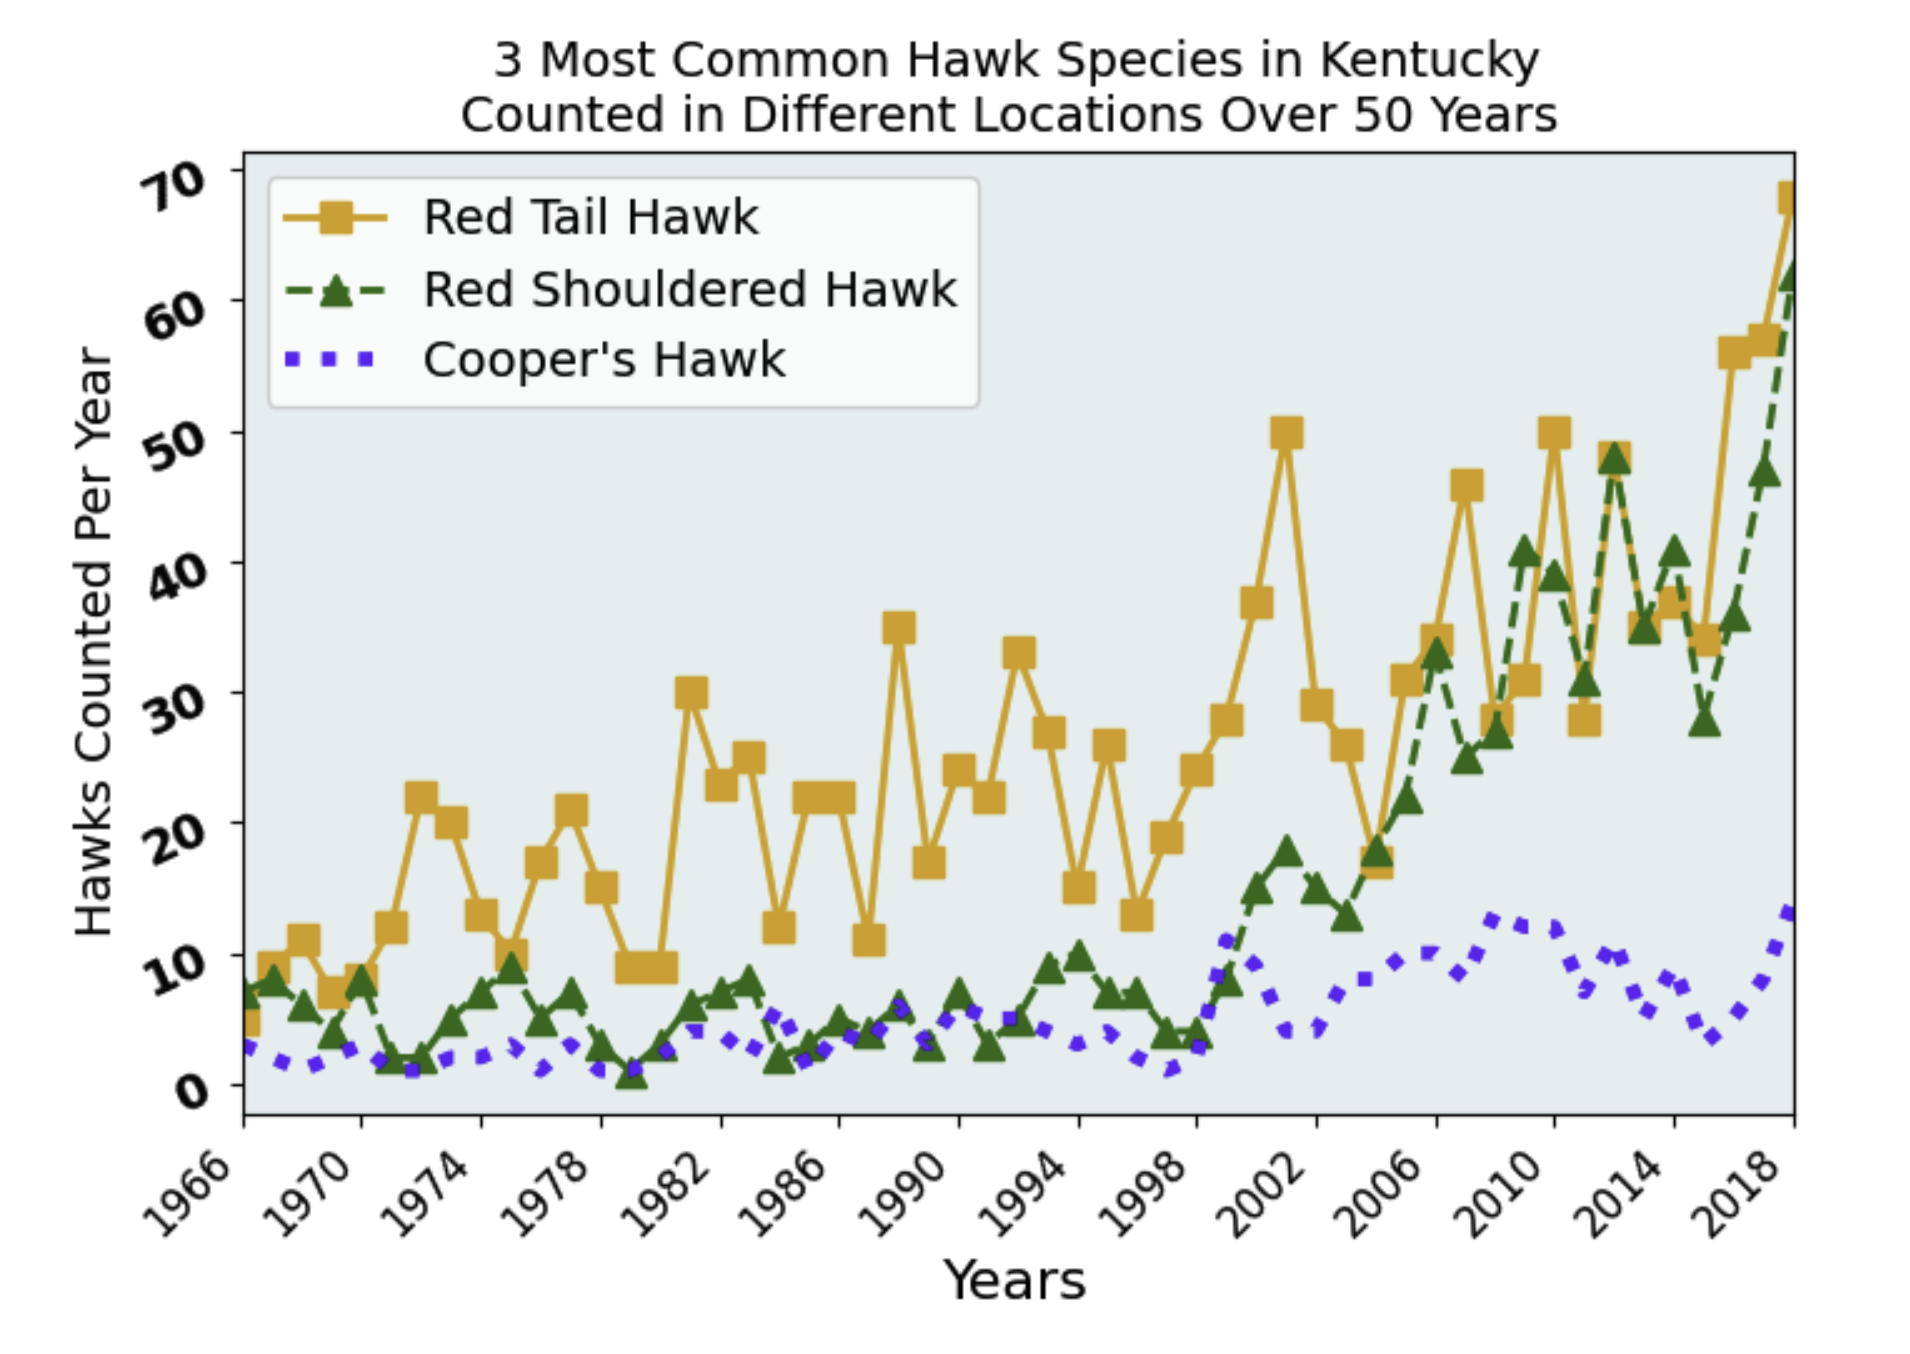 3 Most Common Hawk Species in Kentucky
Counted in Different Locations Over 50 Years
Red Tail Hawk
Red Shouldered Hawk
Cooper's Hawk
Hawks Counted Per Year
70
60
50
40
30
20
10
0
1966 1970 1974 1978 1982 1986 1990 1994 1998 2002 2006 2010 2014 2018
Years